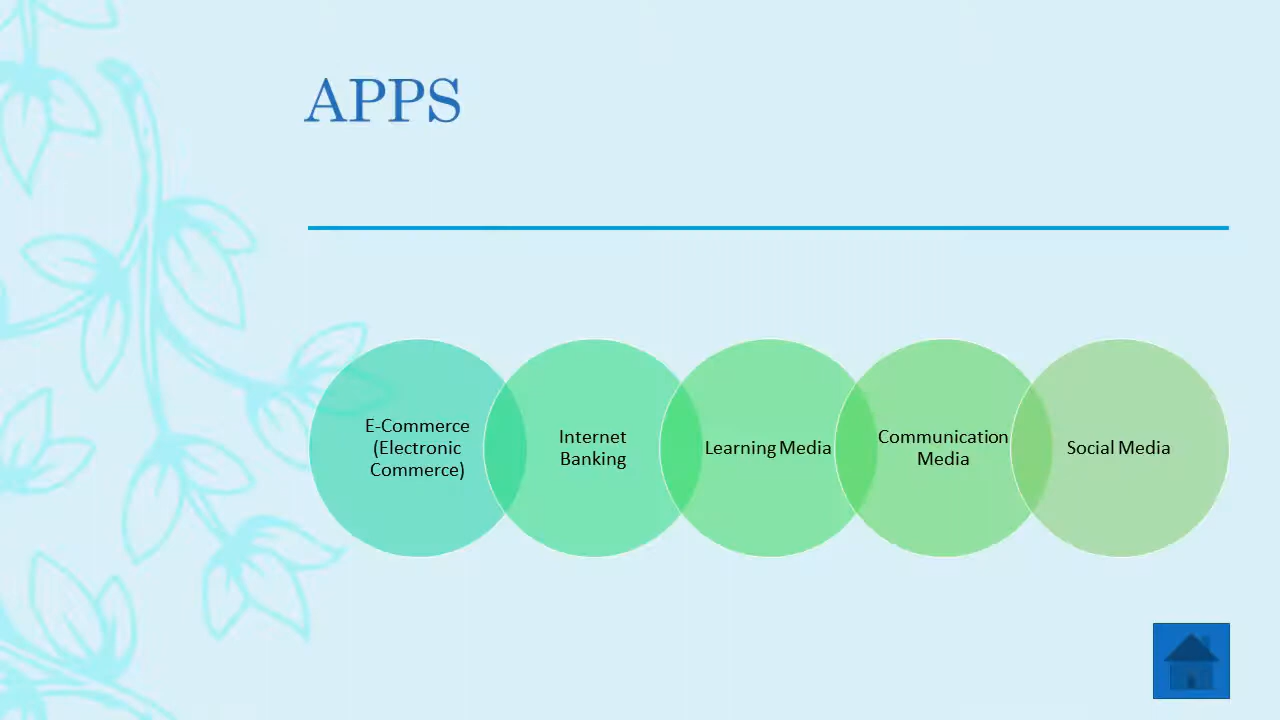 APPS
E-Commerce
(Electronic
Commerce)
Internet
Banking
Learning Media
Communication
Media
Social Media